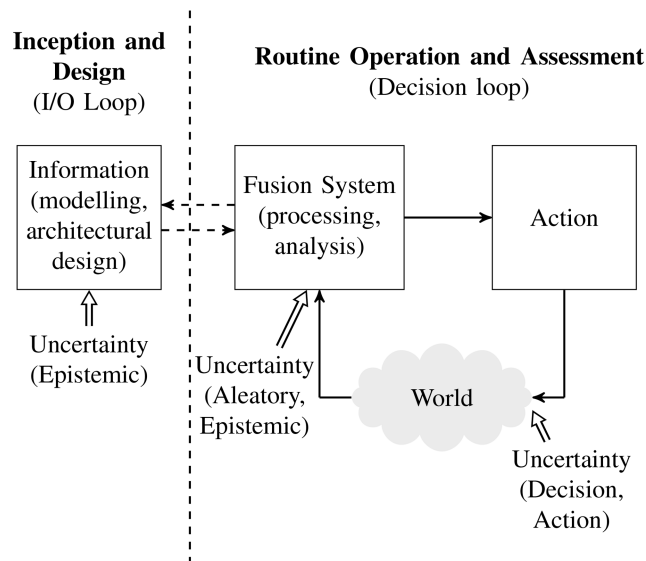 Inception and
Design
(I/O Loop)
Routine Operation and Assessment
(Decision loop)
Information
(modelling,
architectural
design)
Fusion System
(processing,
analysis)
Action
Uncertainty
(Epistemic)
Uncertainty
(Aleatory,
Epistemic)
World
Uncertainty
(Decision,
Action)